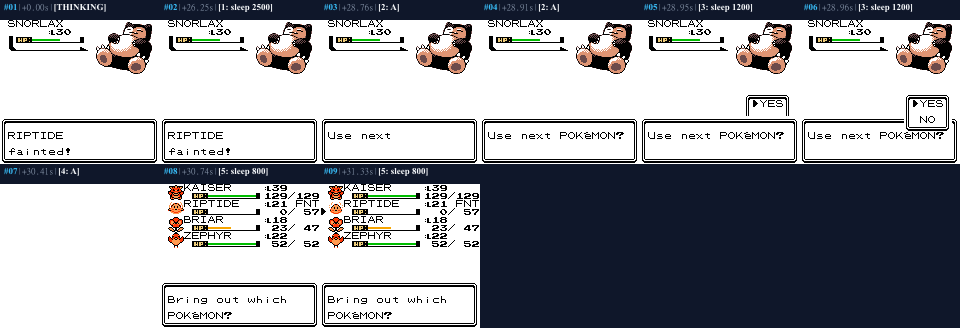 #01|+0.00s|[THINKING]
SNORLAX
:L30
HP:
RIPTIDE
fainted!
#02|+26.25s|[1: sleep 2500]
SNORLAX
:L30
HP:
RIPTIDE
fainted!
#03|+28.76s|[2: A]
SNORLAX
:L30
HP:
Use next
#04|+28.91s|[2: A]
SNORLAX
:L30
HP:
Use next POKéMON?
#05|+28.95s|[3: sleep 1200]
SNORLAX
:L30
HP:
▶YES
Use next POKéMON?
#06|+28.96s|[3: sleep 1200]
SNORLAX
:L30
HP:
▶YES
NO
Use next POKéMON?
#07|+30.41s|[4: A]
#08|+30.74s|[5: sleep 800]
KAISER :L39
HP: 129/129
RIPTIDE :L21 FNT
HP: 0/ 57
BRIAR :L18
HP: 23/ 47
ZEPHYR :L22
HP: 52/ 52
Bring out which
POKéMON?
#09|+31.33s|[5: sleep 800]
KAISER :L39
HP: 129/129
▶RIPTIDE :L21 FNT
HP: 0/ 57
BRIAR :L18
HP: 23/ 47
ZEPHYR :L22
HP: 52/ 52
Bring out which
POKéMON?